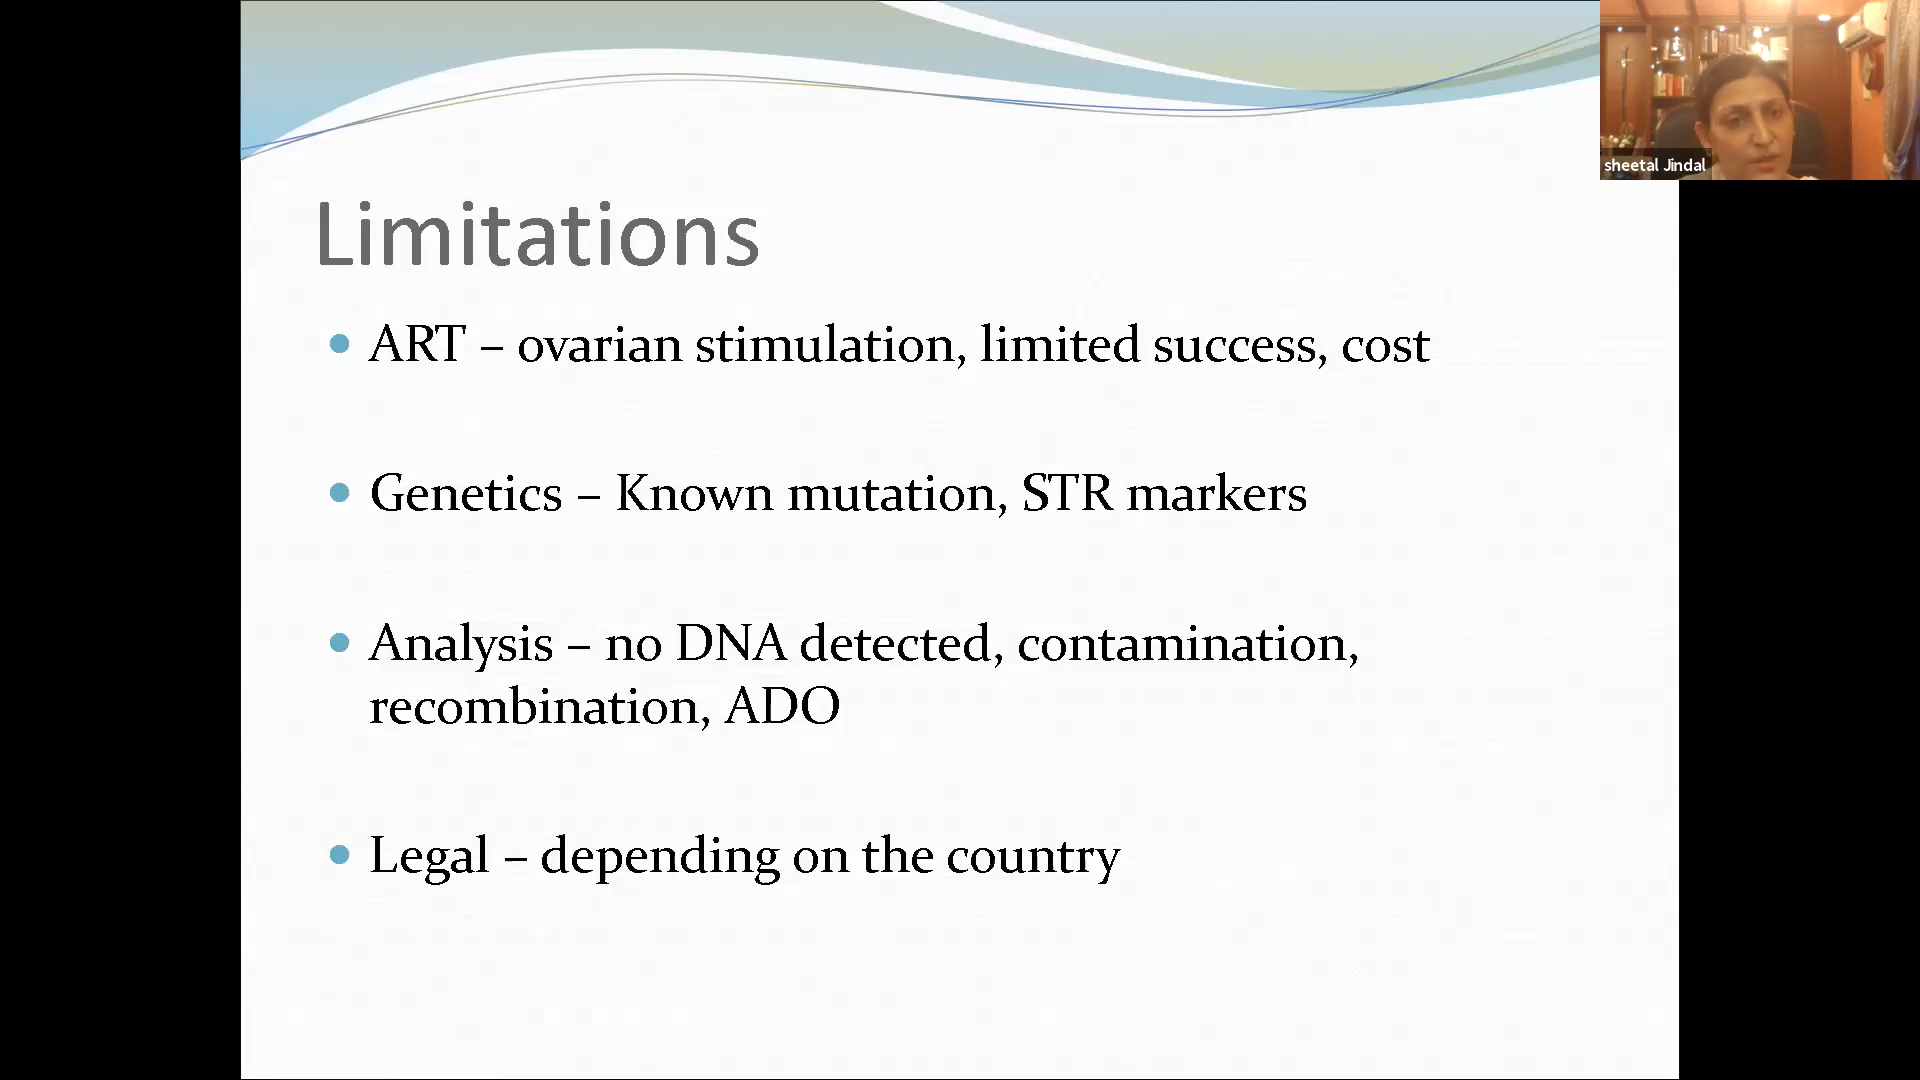 sheetal Jindal
Limitations
ART – ovarian stimulation, limited success, cost
Genetics – Known mutation, STR markers
Analysis – no DNA detected, contamination,
recombination, ADO
Legal – depending on the country